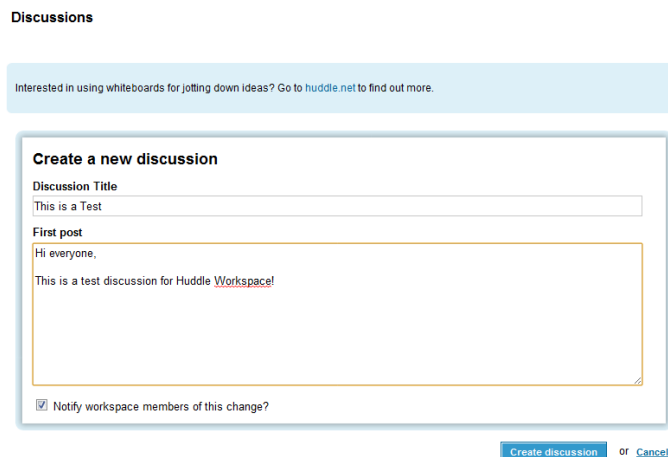 Discussions
Interested in using whiteboards for jotting down ideas? Go to huddle.net to find out more.
Create a new discussion
Discussion Title
This is a Test
First post
Hi everyone,
This is a test discussion for Huddle Workspace!
Notify workspace members of this change?
Create discussion or Cancel